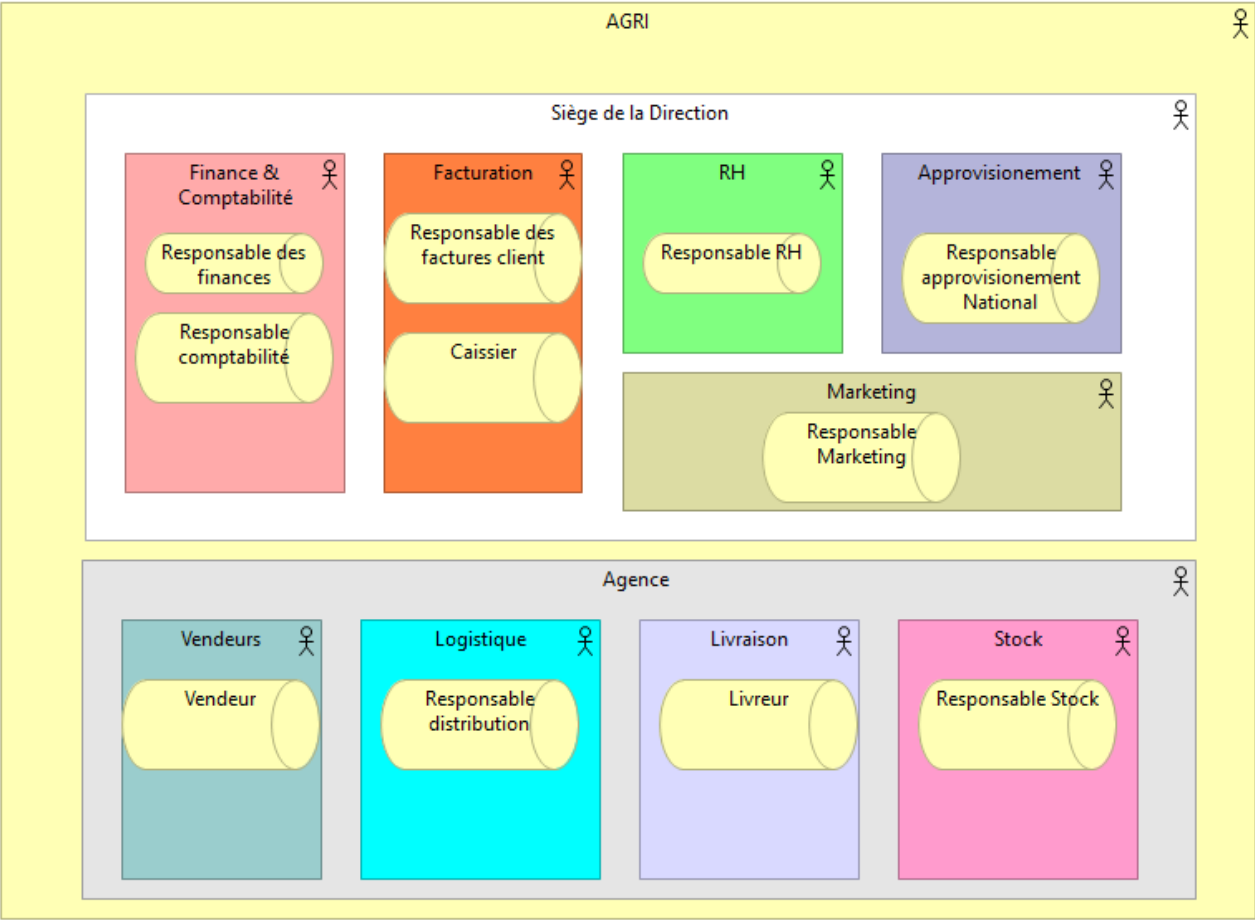 AGRI
Siège de la Direction
Finance &
Comptabilité
Responsable des
finances
Responsable
comptabilité
Facturation
Responsable des
factures client
Caissier
RH
Responsable RH
Approvisionement
Responsable
approvisionement
National
Marketing
Responsable
Marketing
Agence
Vendeurs
Vendeur
Logistique
Responsable
distribution
Livraison
Livreur
Stock
Responsable Stock